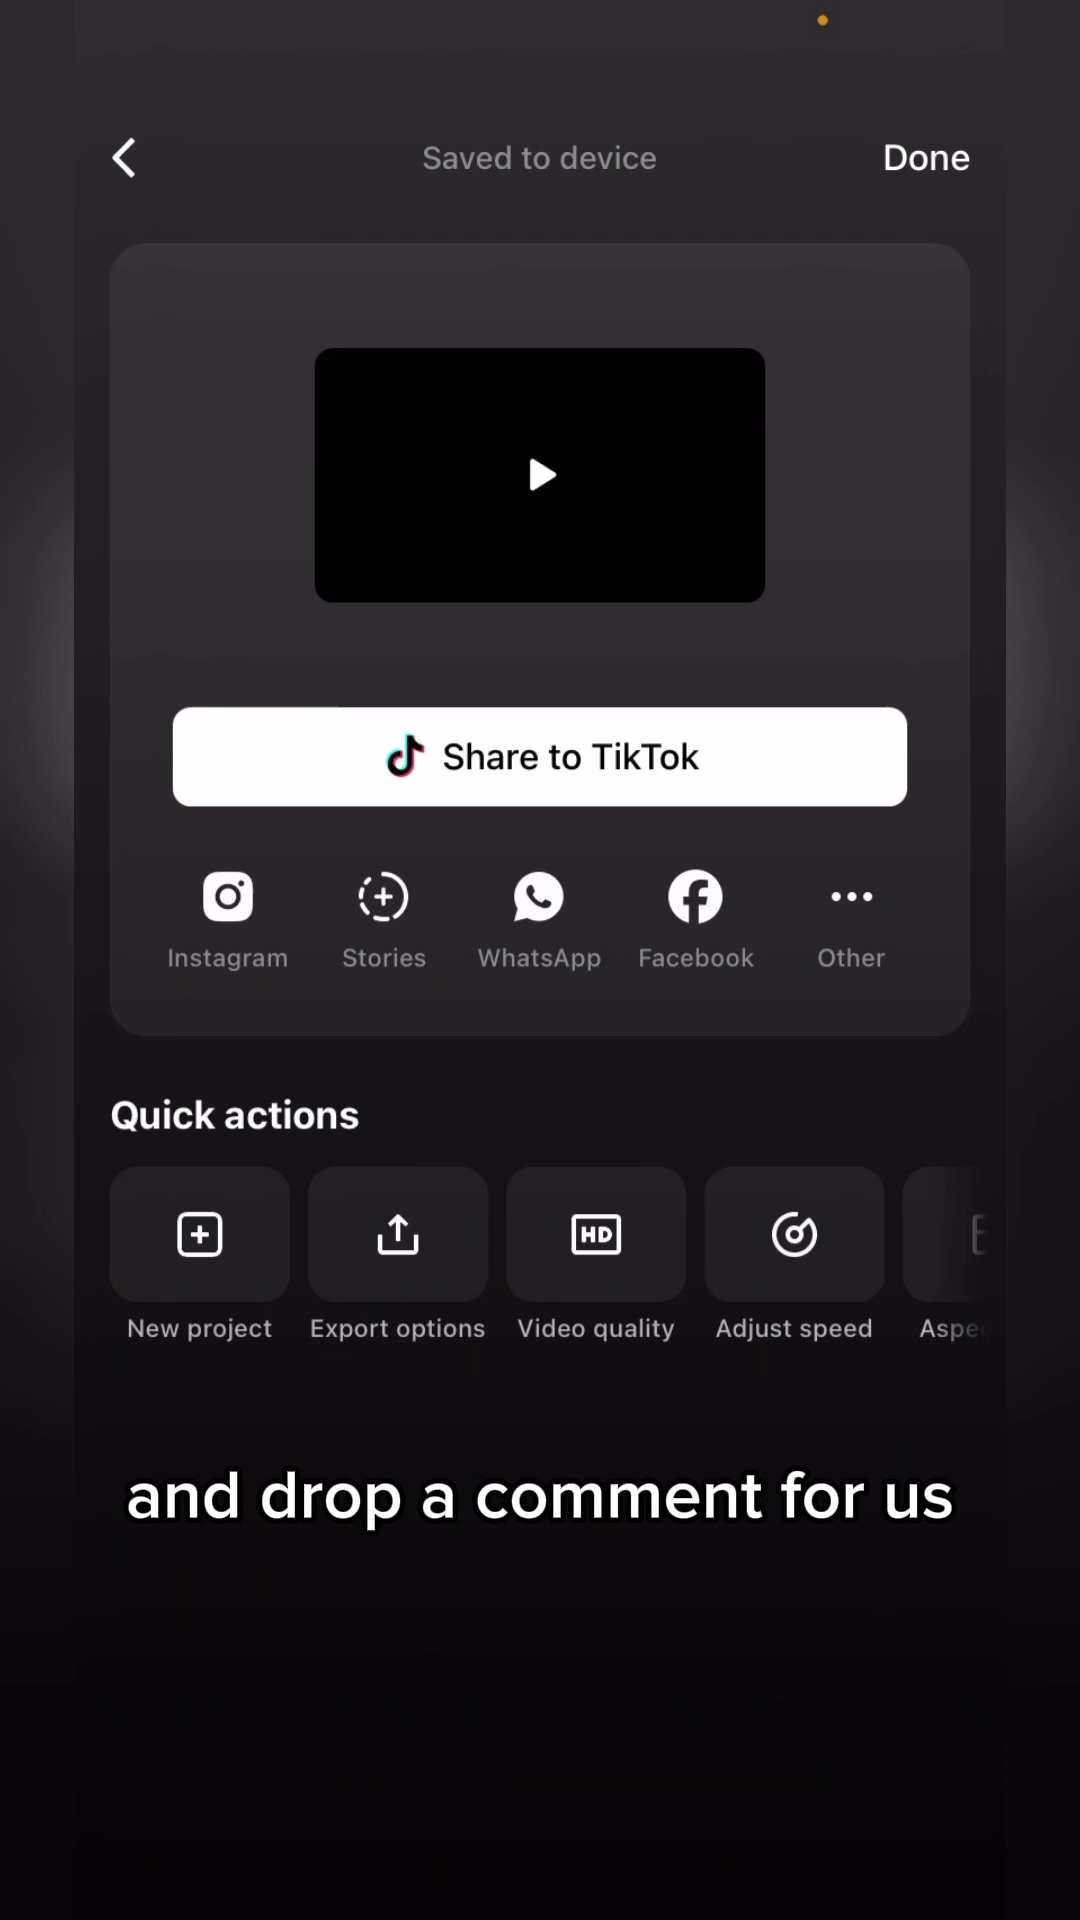 Saved to device
Done
Share to TikTok
Instagram
Stories
WhatsApp
Facebook
Other
Quick actions
HD
New project
Export options
Video quality
Adjust speed
and drop a comment for us